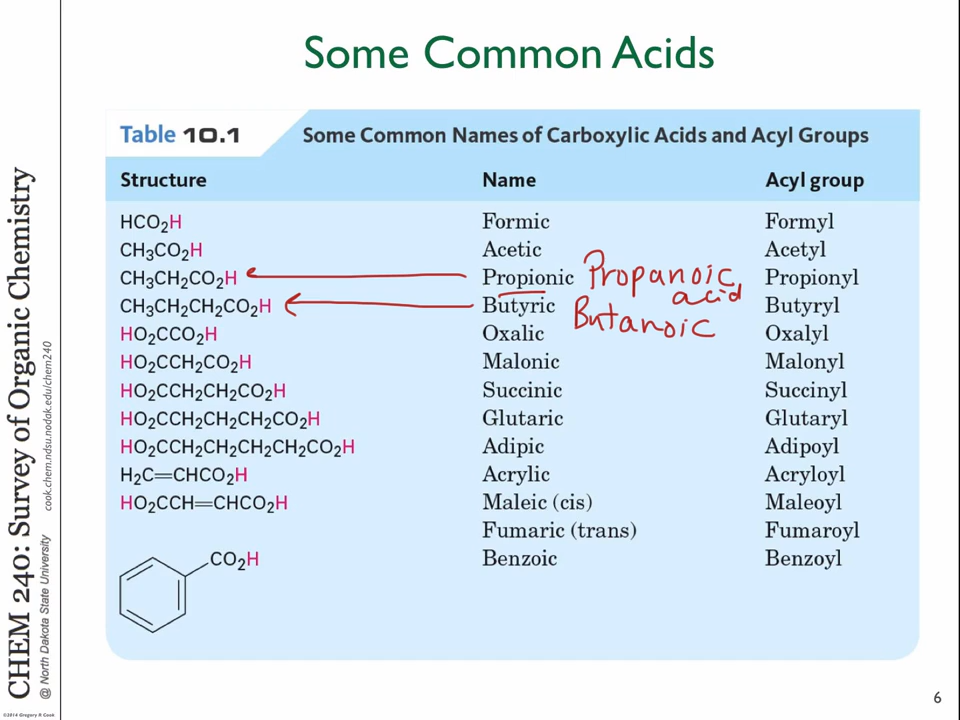 Some Common Acids
Table 10.1 Some Common Names of Carboxylic Acids and Acyl Groups
Structure Name Acyl group
HCO₂H Formic Formyl
CH₃CO₂H Acetic Acetyl
CH₃CH₂CO₂H Propionic Propanoic acid Propionyl
CH₃CH₂CH₂CO₂H Butyric Butanoic Butyryl
HO₂CCO₂H Oxalic Oxalyl
HO₂CCH₂CO₂H Malonic Malonyl
HO₂CCH₂CH₂CO₂H Succinic Succinyl
HO₂CCH₂CH₂CH₂CO₂H Glutaric Glutaryl
HO₂CCH₂CH₂CH₂CH₂CO₂H Adipic Adipoyl
H₂C=CHCO₂H Acrylic Acryloyl
HO₂CCH=CHCO₂H Maleic (cis) Maleoyl
Fumaric (trans) Fumaroyl
CO₂H Benzoic Benzoyl
CHEM 240: Survey of Organic Chemistry
@ North Dakota State University cook.chem.ndsu.nodak.edu/chem240
©2014 Gregory R Cook
6